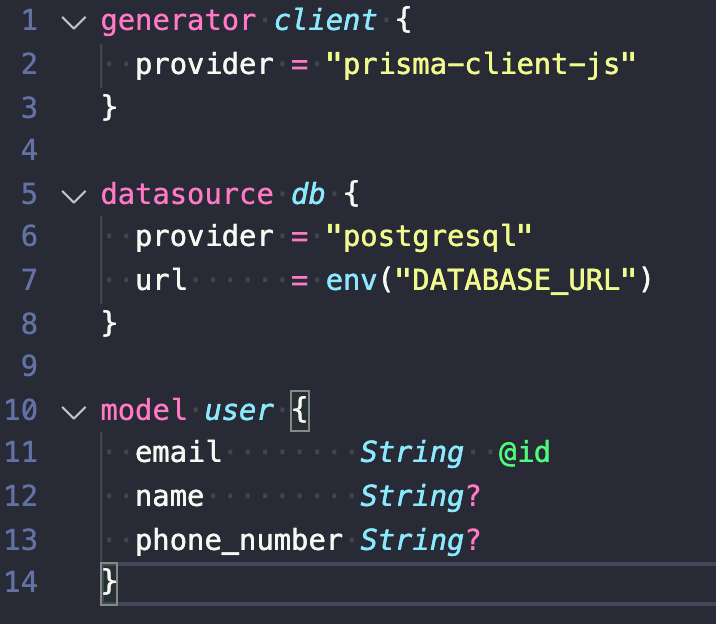 1 generator client {
2 provider = "prisma-client-js"
3 }
4
5 datasource db {
6 provider = "postgresql"
7 url = env("DATABASE_URL")
8 }
9
10 model user {
11 email String @id
12 name String?
13 phone_number String?
14 }